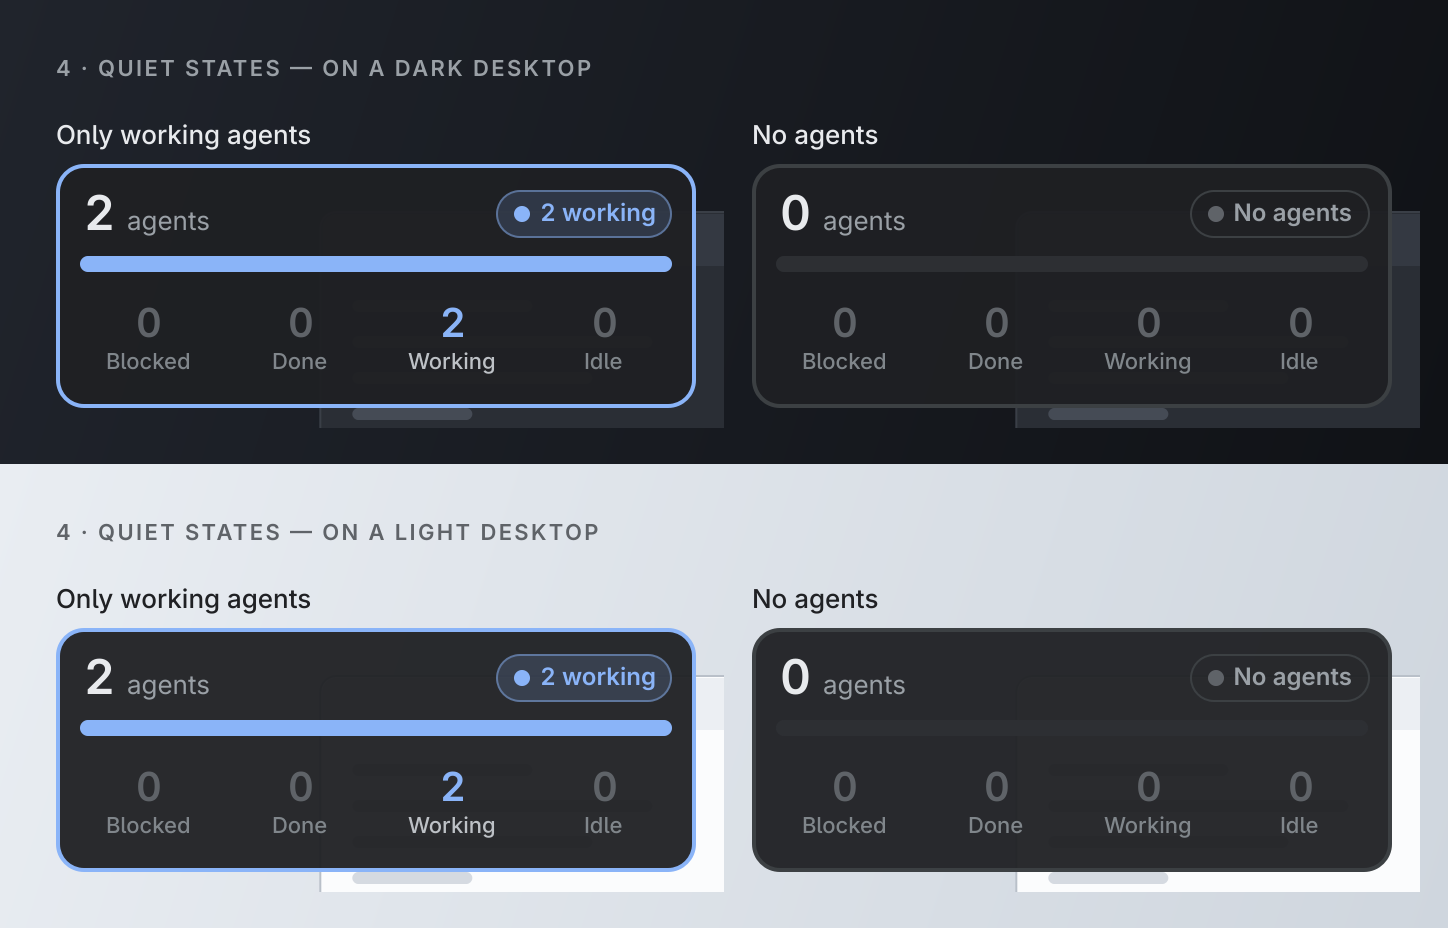 4 · QUIET STATES — ON A DARK DESKTOP
Only working agents
2 agents
2 working
0 0 2 0
Blocked Done Working Idle
No agents
0 agents
No agents
0 0 0 0
Blocked Done Working Idle
4 · QUIET STATES — ON A LIGHT DESKTOP
Only working agents
2 agents
2 working
0 0 2 0
Blocked Done Working Idle
No agents
0 agents
No agents
0 0 0 0
Blocked Done Working Idle